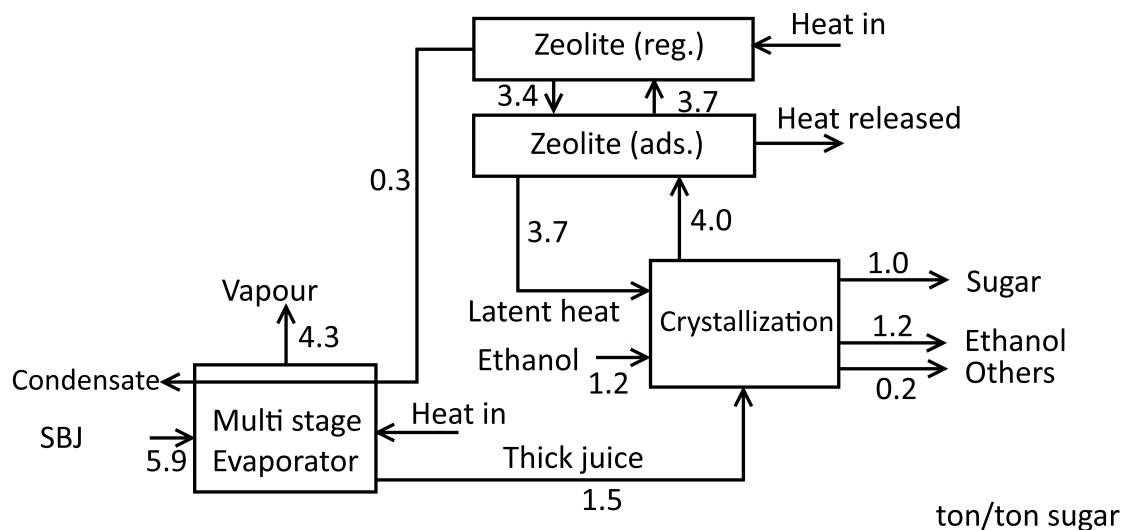 Zeolite (reg.)
Heat in
3.4
3.7
Zeolite (ads.)
Heat released
0.3
3.7
4.0
Vapour
4.3
Latent heat
Crystallization
1.0
Sugar
Ethanol
1.2
1.2
Ethanol
Others
0.2
Condensate
SBJ
5.9
Multi stage
Evaporator
Heat in
Thick juice
1.5
ton/ton sugar